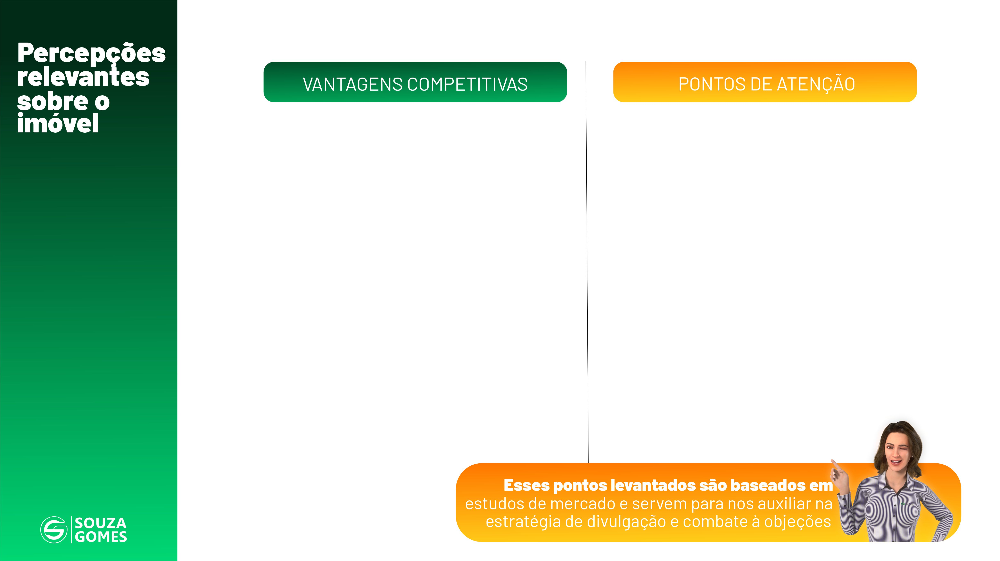 Percepções
relevantes
sobre o
imóvel
VANTAGENS COMPETITIVAS
PONTOS DE ATENÇÃO
Esses pontos levantados são baseados em
estudos de mercado e servem para nos auxiliar na
estratégia de divulgação e combate à objeções
SOUZA
GOMES